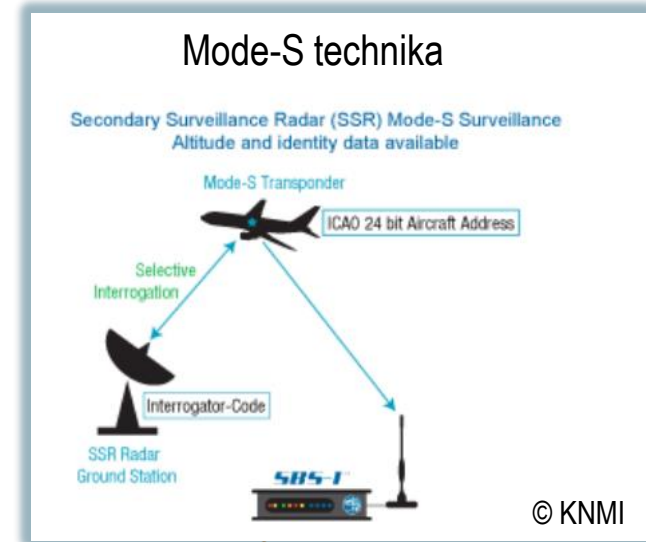 Mode-S technika
Secondary Surveillance Radar (SSR) Mode-S Surveillance
Altitude and identity data available
Mode-S Transponder
ICAO 24 bit Aircraft Address
Selective
Interrogation
Interrogator-Code
SSR Radar
Ground Station
SBS-1
© KNMI